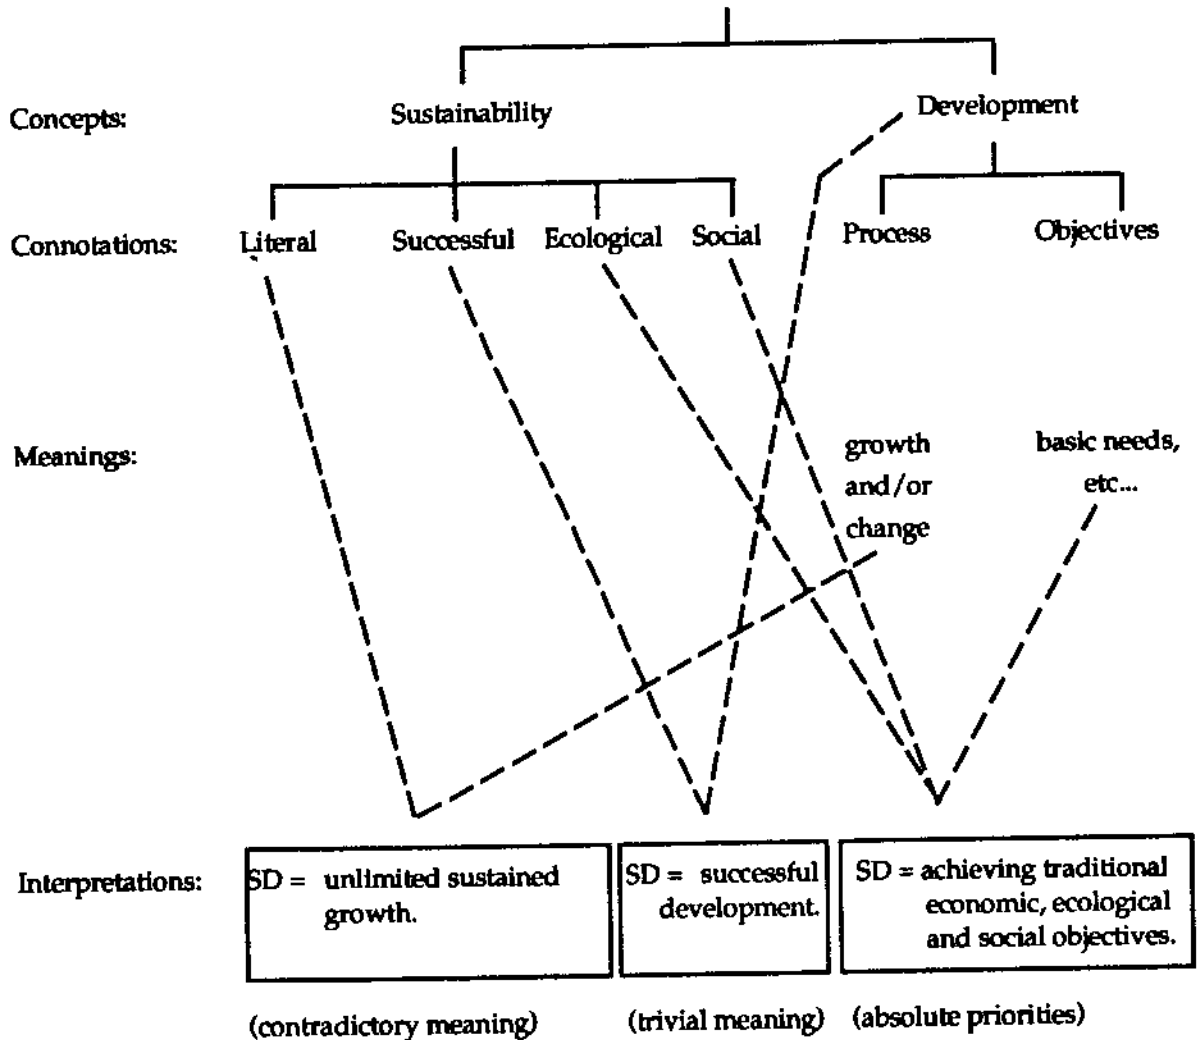 Concepts: Sustainability Development
Connotations: Literal Successful Ecological Social Process Objectives
Meanings: growth and/or change basic needs, etc...
Interpretations:
SD = unlimited sustained
growth.
SD = successful
development.
SD = achieving traditional
economic, ecological
and social objectives.
(contradictory meaning) (trivial meaning) (absolute priorities)